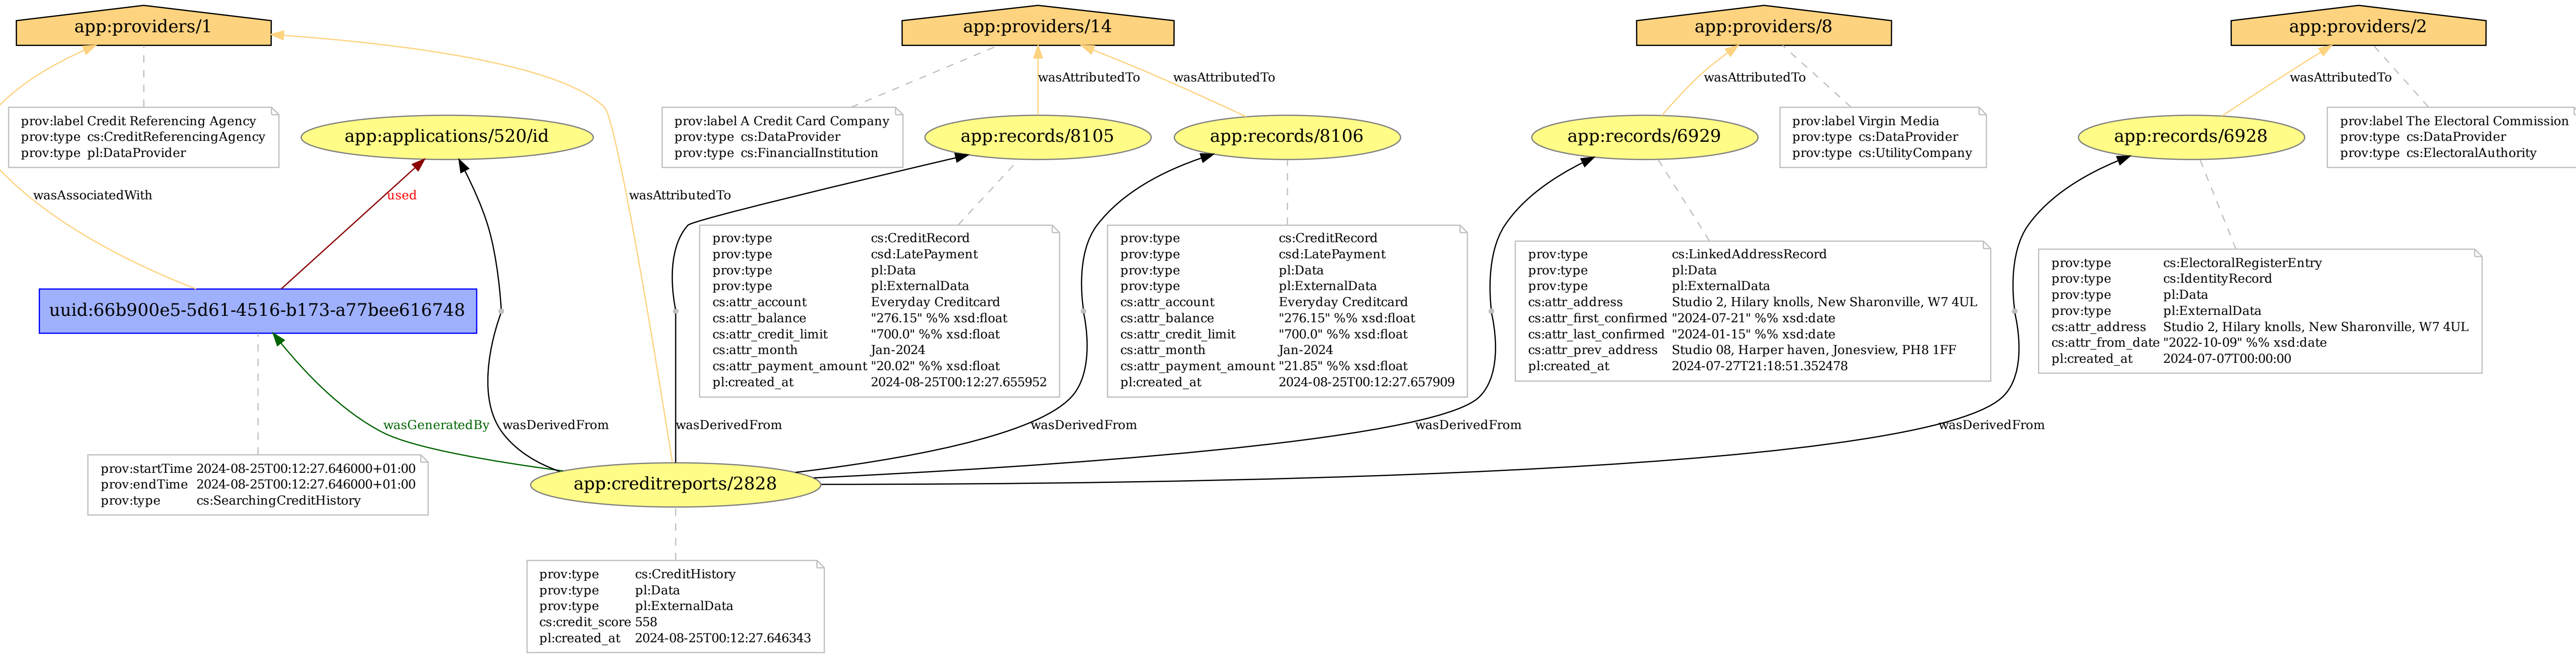 app:providers/1
app:providers/14
app:providers/8
app:providers/2
wasAttributedTo
wasAttributedTo
wasAttributedTo
wasAttributedTo
prov:label Credit Referencing Agency
prov:type cs:CreditReferencingAgency
prov:type pl:DataProvider
app:applications/520/id
prov:label A Credit Card Company
prov:type cs:DataProvider
prov:type cs:FinancialInstitution
app:records/8105
app:records/8106
app:records/6929
prov:label Virgin Media
prov:type cs:DataProvider
prov:type cs:UtilityCompany
app:records/6928
prov:label The Electoral Commission
prov:type cs:DataProvider
prov:type cs:ElectoralAuthority
wasAssociatedWith
used
wasAttributedTo
prov:type cs:CreditRecord
prov:type csd:LatePayment
prov:type pl:Data
prov:type pl:ExternalData
cs:attr_account Everyday Creditcard
cs:attr_balance "276.15" %% xsd:float
cs:attr_credit_limit "700.0" %% xsd:float
cs:attr_month Jan-2024
cs:attr_payment_amount "20.02" %% xsd:float
pl:created_at 2024-08-25T00:12:27.655952
prov:type cs:CreditRecord
prov:type csd:LatePayment
prov:type pl:Data
prov:type pl:ExternalData
cs:attr_account Everyday Creditcard
cs:attr_balance "276.15" %% xsd:float
cs:attr_credit_limit "700.0" %% xsd:float
cs:attr_month Jan-2024
cs:attr_payment_amount "21.85" %% xsd:float
pl:created_at 2024-08-25T00:12:27.657909
prov:type cs:LinkedAddressRecord
prov:type pl:Data
prov:type pl:ExternalData
cs:attr_address Studio 2, Hilary knolls, New Sharonville, W7 4UL
cs:attr_first_confirmed "2024-07-21" %% xsd:date
cs:attr_last_confirmed "2024-01-15" %% xsd:date
cs:attr_prev_address Studio 08, Harper haven, Jonesview, PH8 1FF
pl:created_at 2024-07-27T21:18:51.352478
prov:type cs:ElectoralRegisterEntry
prov:type cs:IdentityRecord
prov:type pl:Data
prov:type pl:ExternalData
cs:attr_address Studio 2, Hilary knolls, New Sharonville, W7 4UL
cs:attr_from_date "2022-10-09" %% xsd:date
pl:created_at 2024-07-07T00:00:00
uuid:66b900e5-5d61-4516-b173-a77bee616748
wasGeneratedBy
wasDerivedFrom
wasDerivedFrom
wasDerivedFrom
wasDerivedFrom
wasDerivedFrom
prov:startTime 2024-08-25T00:12:27.646000+01:00
prov:endTime 2024-08-25T00:12:27.646000+01:00
prov:type cs:SearchingCreditHistory
app:creditreports/2828
prov:type cs:CreditHistory
prov:type pl:Data
prov:type pl:ExternalData
cs:credit_score 558
pl:created_at 2024-08-25T00:12:27.646343